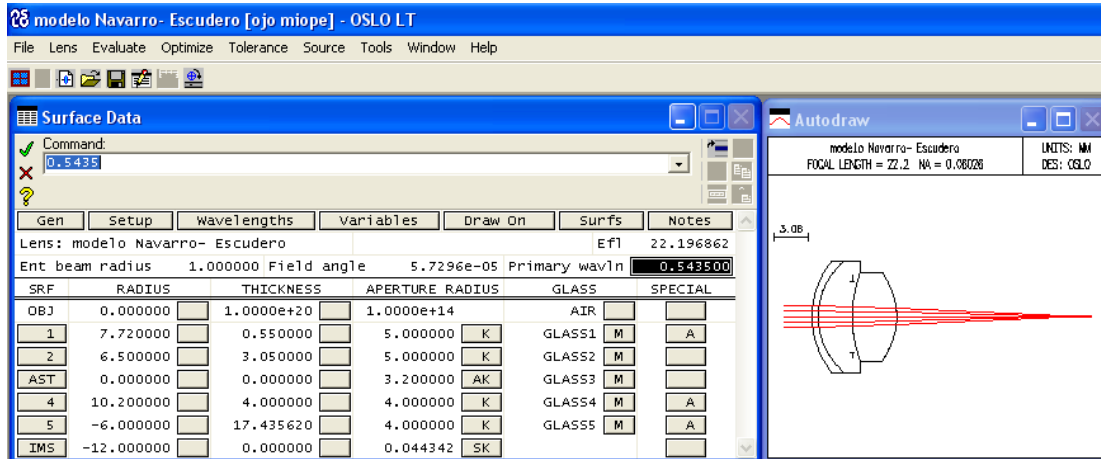 modelo Navarro- Escudero [ojo miope] - OSLO LT
File Lens Evaluate Optimize Tolerance Source Tools Window Help
Surface Data
Command:
0.5435
Gen Setup Wavelengths Variables Draw On Surfs Notes
Lens: modelo Navarro- Escudero Efl 22.196862
Ent beam radius 1.000000 Field angle 5.7296e-05 Primary wavln 0.543500
SRF RADIUS THICKNESS APERTURE RADIUS GLASS SPECIAL
OBJ 0.000000 1.0000e+20 1.0000e+14 AIR
1 7.720000 0.550000 5.000000 K GLASS1 M A
2 6.500000 3.050000 5.000000 K GLASS2 M
AST 0.000000 0.000000 3.200000 AK GLASS3 M
4 10.200000 4.000000 4.000000 K GLASS4 M A
5 -6.000000 17.435620 4.000000 K GLASS5 M A
IMS -12.000000 0.000000 0.044342 SK
Autodraw
modelo Navarro- Escudero
FOCAL LENGTH = 22.2 NA = 0.06026
UNITS: MM
DES: OSLO
3.08